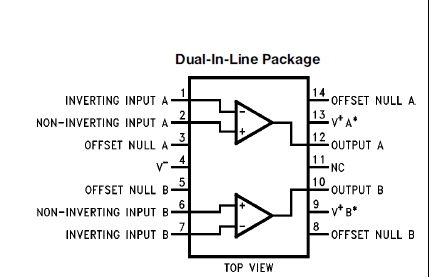 Dual-In-Line Package
INVERTING INPUT A 1 14 OFFSET NULL A
NON-INVERTING INPUT A 2 13 V+A*
OFFSET NULL A 3 12 OUTPUT A
V- 4 11 NC
OFFSET NULL B 5 10 OUTPUT B
NON-INVERTING INPUT B 6 9 V+B*
INVERTING INPUT B 7 8 OFFSET NULL B
- +
+ -
TOP VIEW